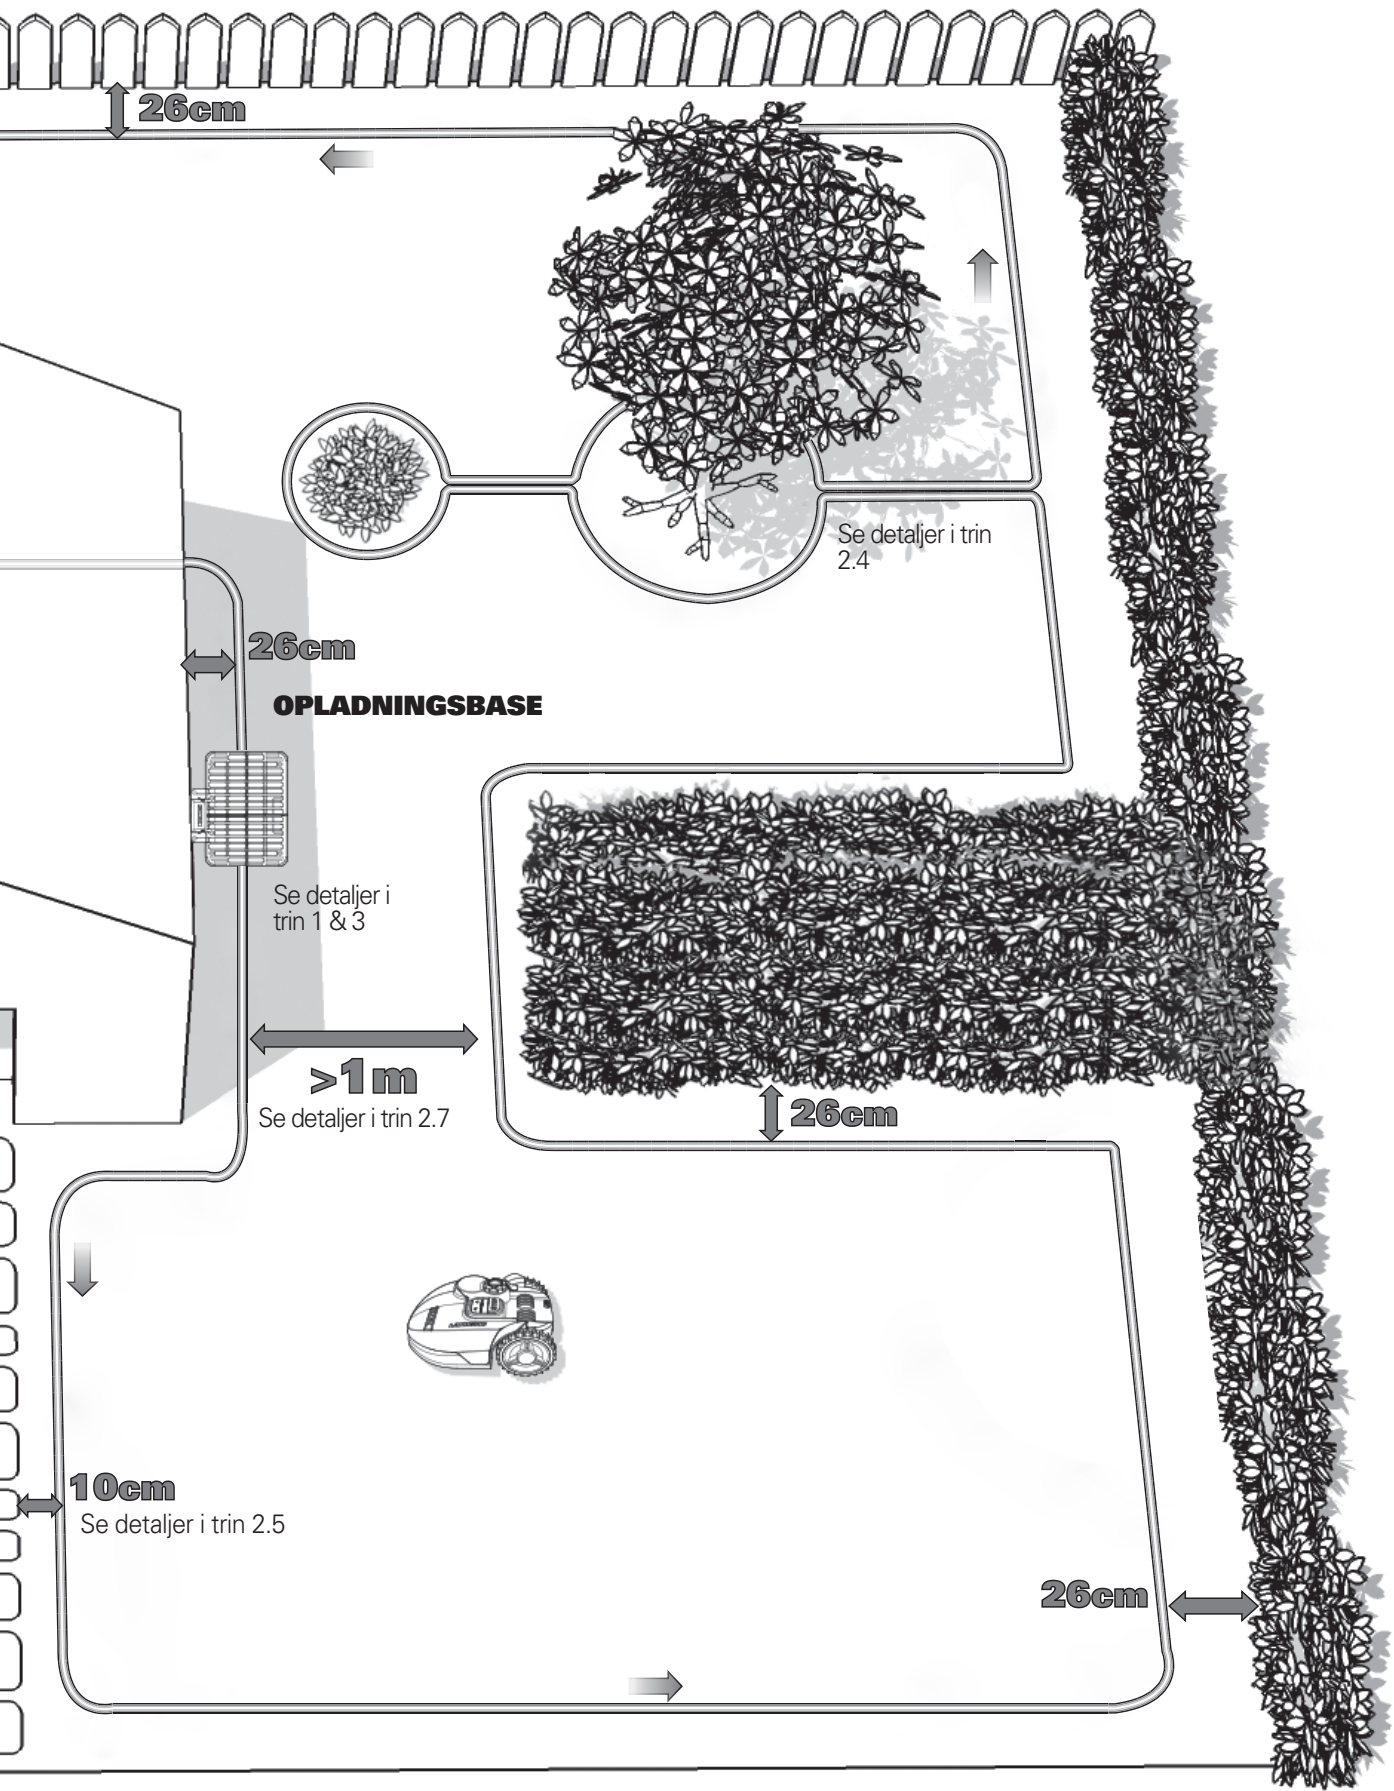 26cm
Se detaljer i trin
2.4
26cm
OPLADNINGSBASE
Se detaljer i
trin 1 & 3
>1m
Se detaljer i trin 2.7
26cm
10cm
Se detaljer i trin 2.5
26cm